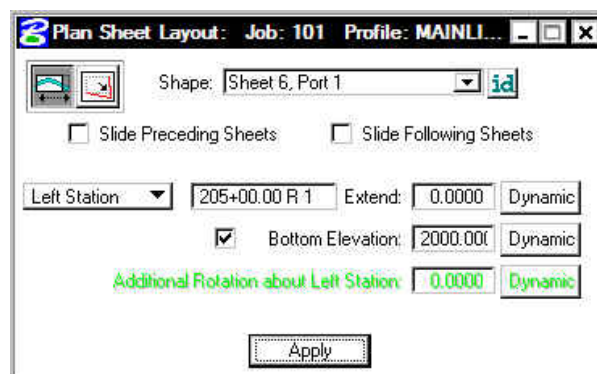 Plan Sheet Layout: Job: 101 Profile: MAINLI...
Shape: Sheet 6, Port 1 id
Slide Preceding Sheets Slide Following Sheets
Left Station 205+00.00 R 1 Extend: 0.0000 Dynamic
Bottom Elevation: 2000.00( Dynamic
Additional Rotation about Left Station: 0.0000 Dynamic
Apply